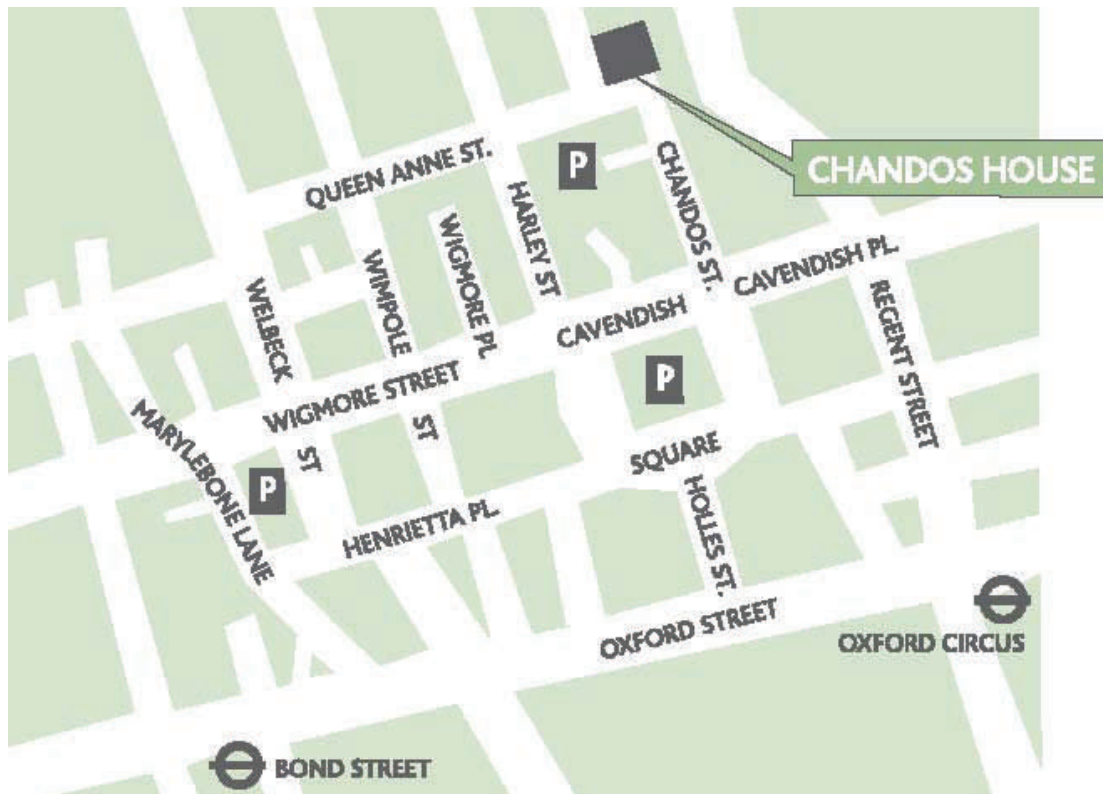 CHANDOS HOUSE
QUEEN ANNE ST.
P
CHANDOS ST.
HARLEY ST
WIGMORE PL
WIMPOLE
ST
WELBECK
ST
CAVENDISH
CAVENDISH PL.
REGENT STREET
P
WIGMORE STREET
MARYLEBONE LANE
P
SQUARE
HENRIETTA PL.
HOLLES ST.
OXFORD STREET
OXFORD CIRCUS
BOND STREET